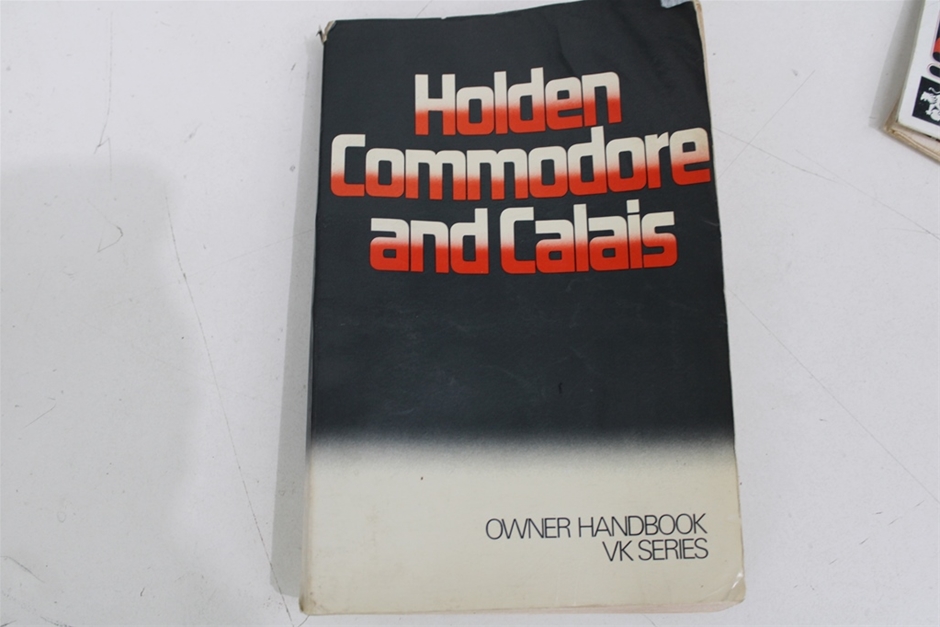 Holden
Commodore
and Calais
OWNER HANDBOOK
VK SERIES